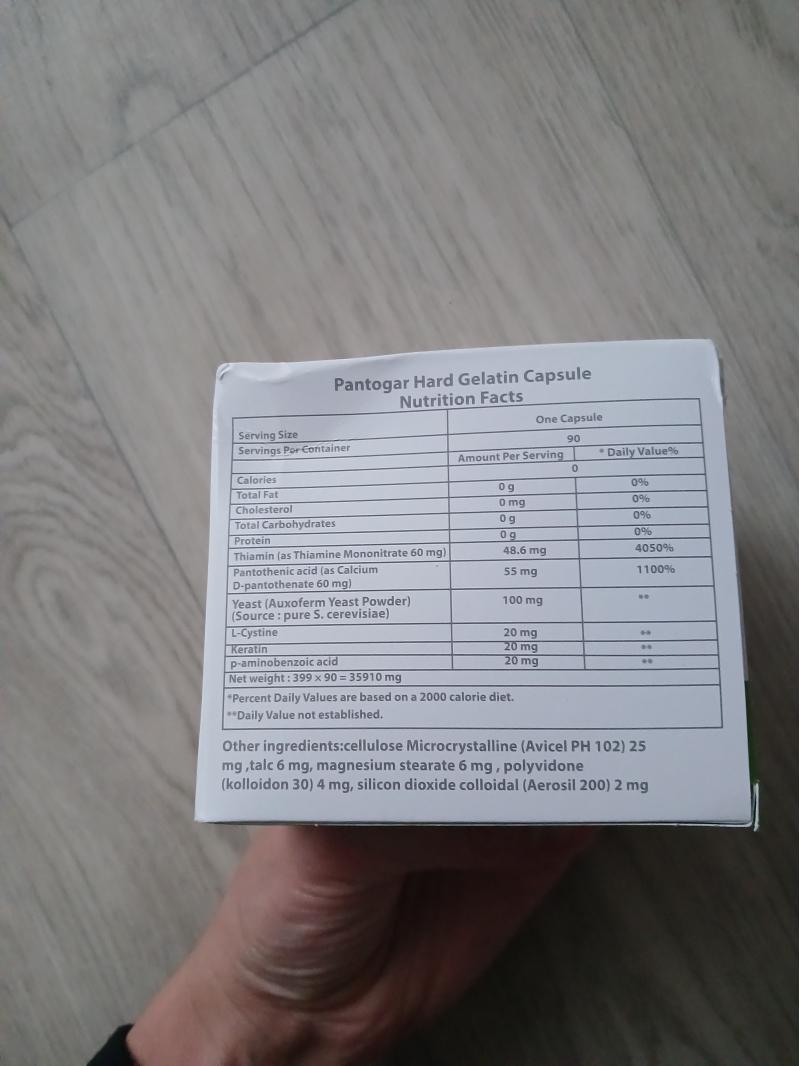 Pantogar Hard Gelatin Capsule
Nutrition Facts
Serving Size One Capsule
Servings Per Container 90
Amount Per Serving * Daily Value%
Calories 0
Total Fat 0 g 0%
Cholesterol 0 mg 0%
Total Carbohydrates 0 g 0%
Protein 0 g 0%
Thiamin (as Thiamine Mononitrate 60 mg) 48.6 mg 4050%
Pantothenic acid (as Calcium
D-pantothenate 60 mg) 55 mg 1100%
Yeast (Auxoferm Yeast Powder)
(Source : pure S. cerevisiae) 100 mg **
L-Cystine 20 mg **
Keratin 20 mg **
p-aminobenzoic acid 20 mg **
Net weight : 399 × 90 = 35910 mg
*Percent Daily Values are based on a 2000 calorie diet.
**Daily Value not established.
Other ingredients:cellulose Microcrystalline (Avicel PH 102) 25
mg ,talc 6 mg, magnesium stearate 6 mg , polyvidone
(kolloidon 30) 4 mg, silicon dioxide colloidal (Aerosil 200) 2 mg